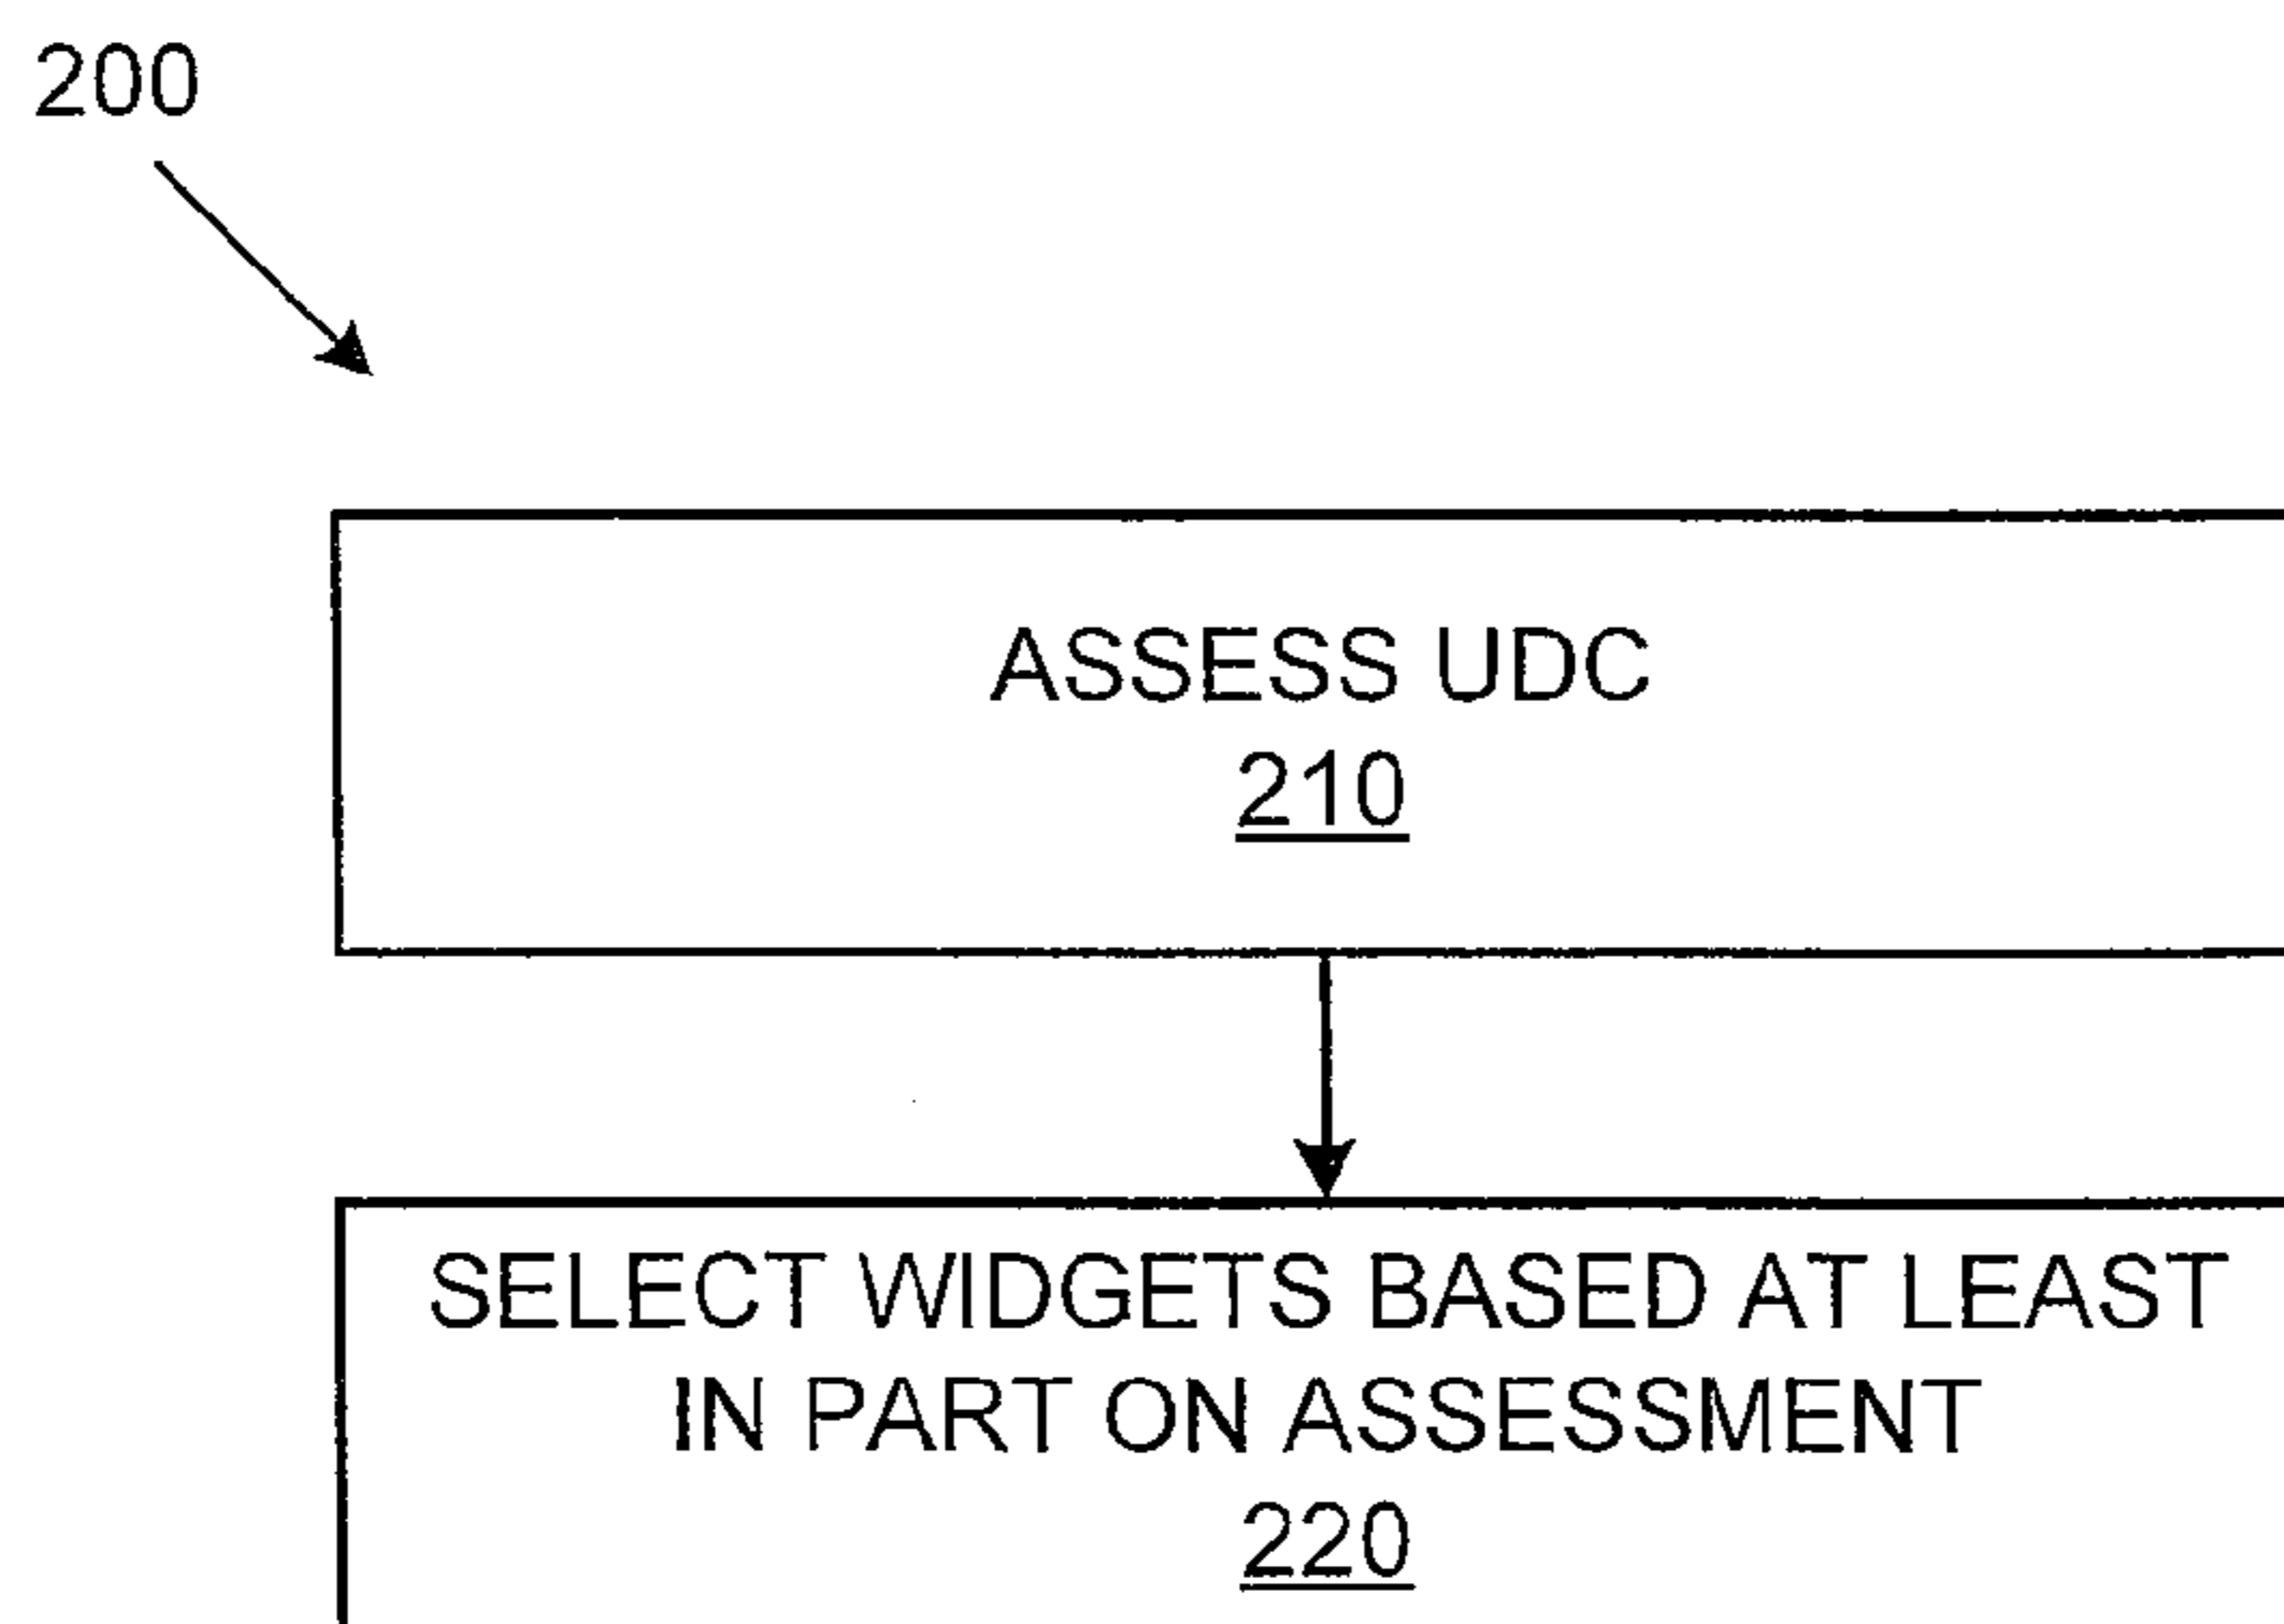 200
ASSESS UDC
210
SELECT WIDGETS BASED AT LEAST
IN PART ON ASSESSMENT
220